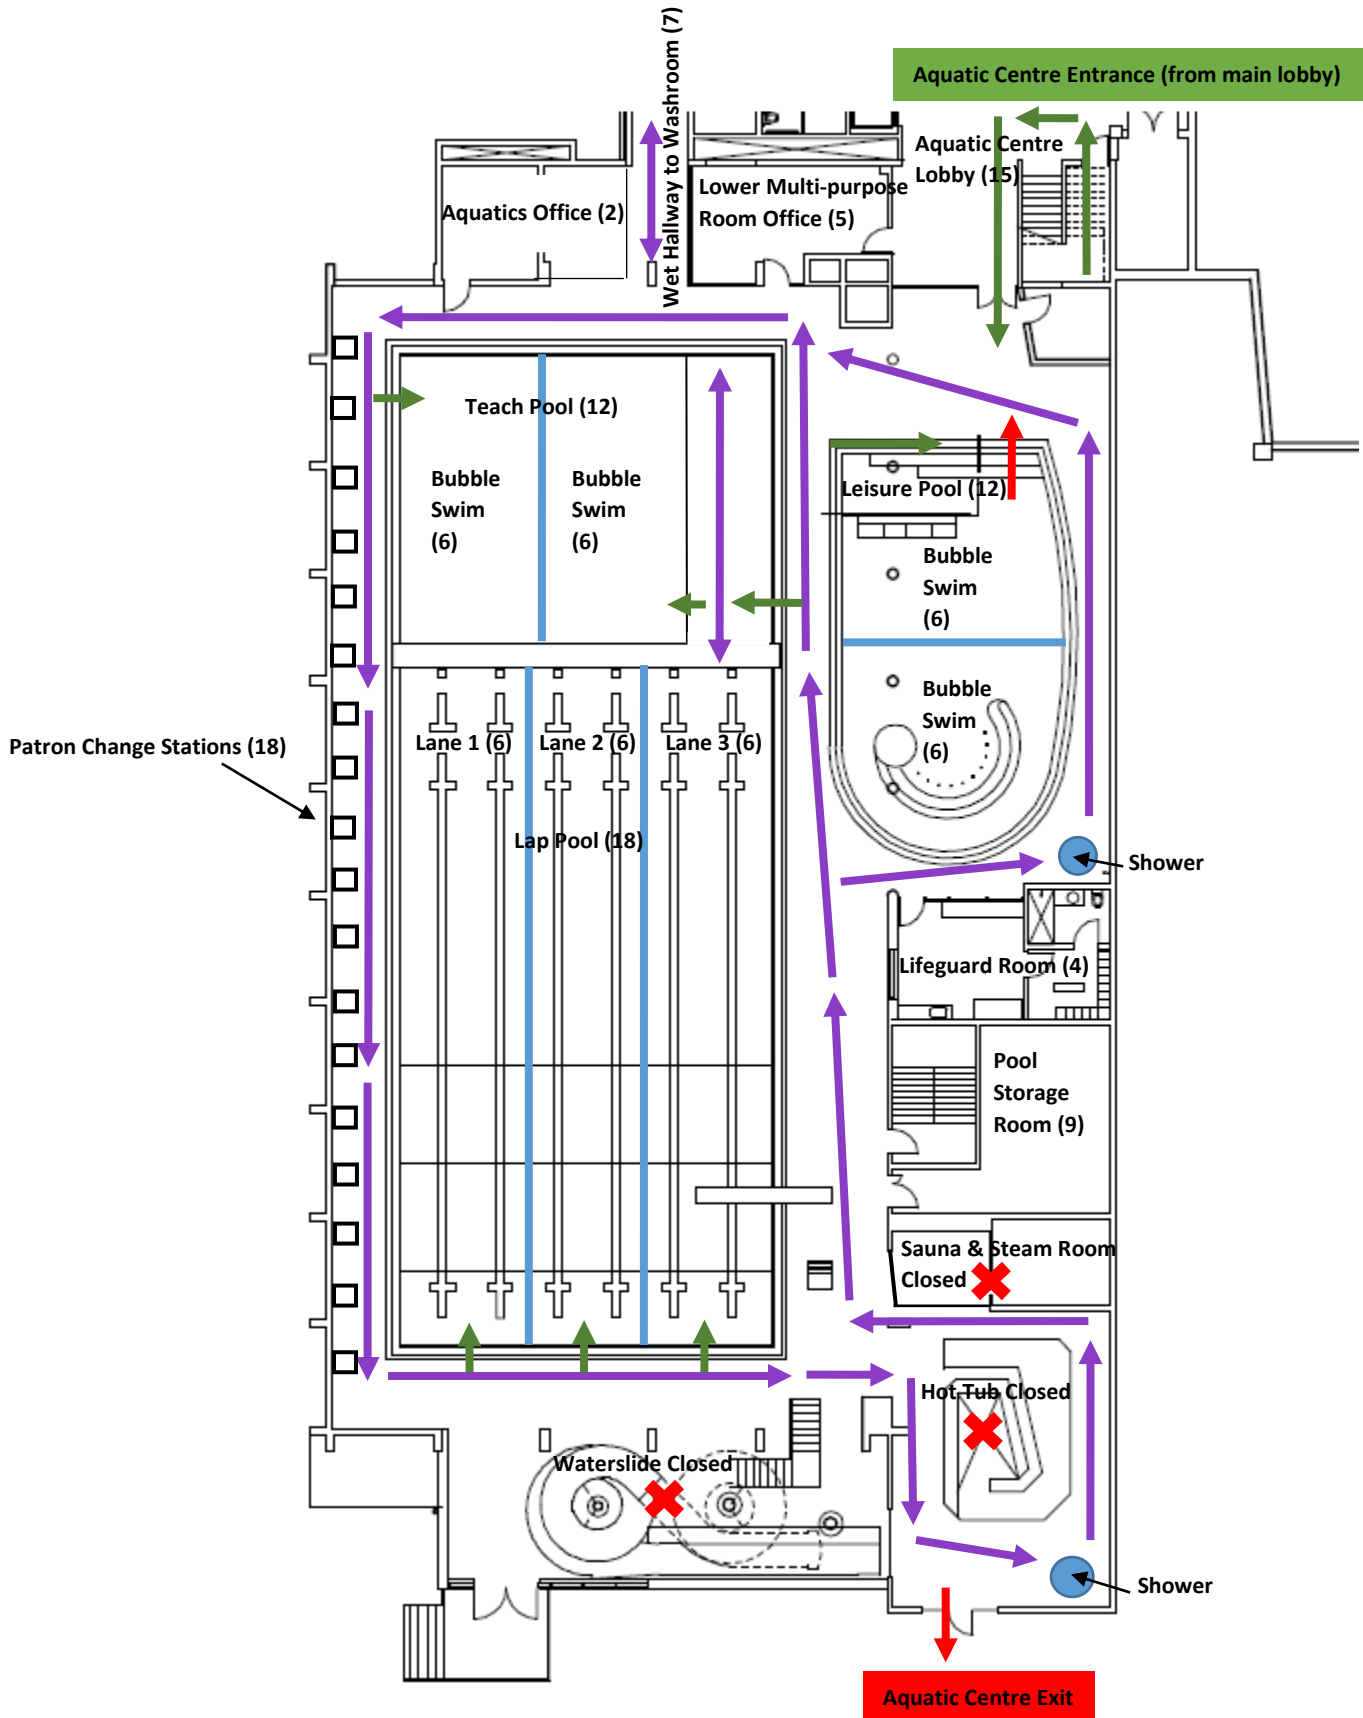 Wet Hallway to Washroom (7)
Aquatic Centre Entrance (from main lobby)
Aquatic Centre
Lobby (15)
Lower Multi-purpose
Room Office (5)
Aquatics Office (2)
Teach Pool (12)
Bubble
Swim
(6)
Bubble
Swim
(6)
Leisure Pool (12)
Bubble
Swim
(6)
Bubble
Swim
(6)
Patron Change Stations (18)
Lane 1 (6)
Lane 2 (6)
Lane 3 (6)
Lap Pool (18)
Shower
Lifeguard Room (4)
Pool
Storage
Room (9)
Sauna & Steam Room
Closed
Hot Tub Closed
Waterslide Closed
Shower
Aquatic Centre Exit